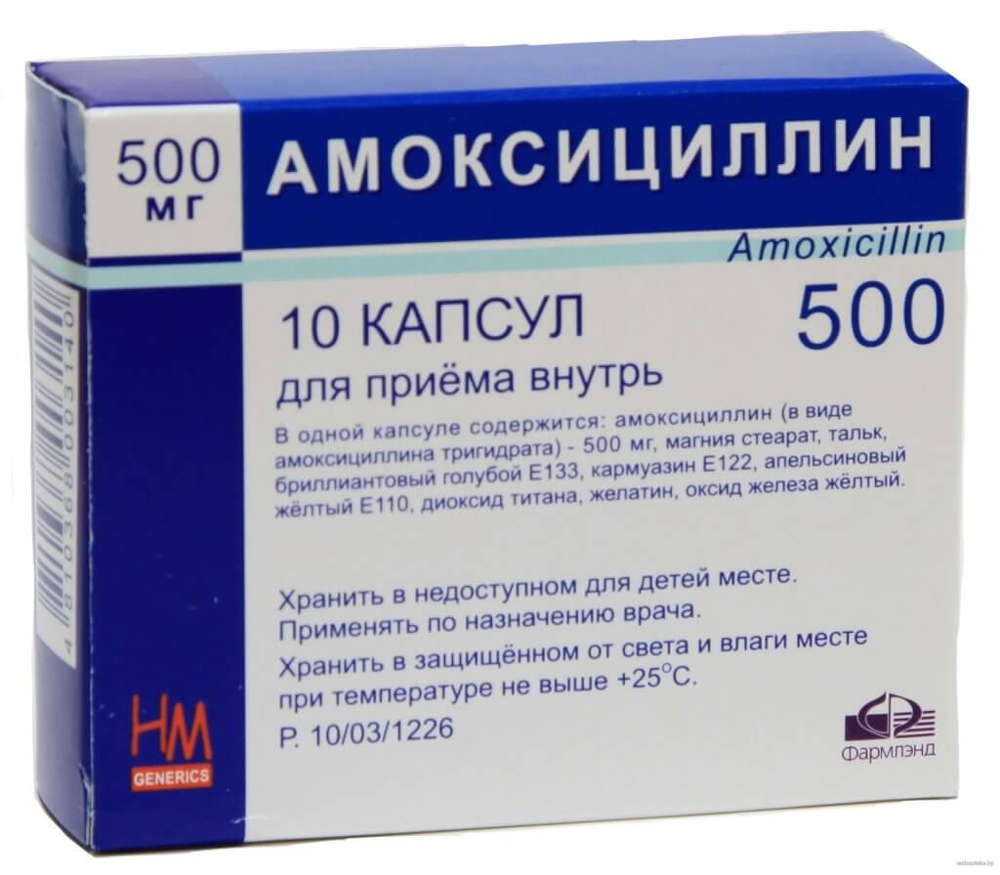 500
мг
АМОКСИЦИЛЛИН
Amoxicillin
500
10 КАПСУЛ
для приёма внутрь
В одной капсуле содержится: амоксициллин (в виде
амоксициллина тригидрата) - 500 мг, магния стеарат, тальк,
бриллиантовый голубой Е133, кармуазин Е122, апельсиновый
жёлтый Е110, диоксид титана, желатин, оксид железа жёлтый.
Хранить в недоступном для детей месте.
Применять по назначению врача.
Хранить в защищённом от света и влаги месте
при температуре не выше +25°С.
Р. 10/03/1226
4 810368 003140
НМ
GENERICS
Фармлэнд
webapteka.by